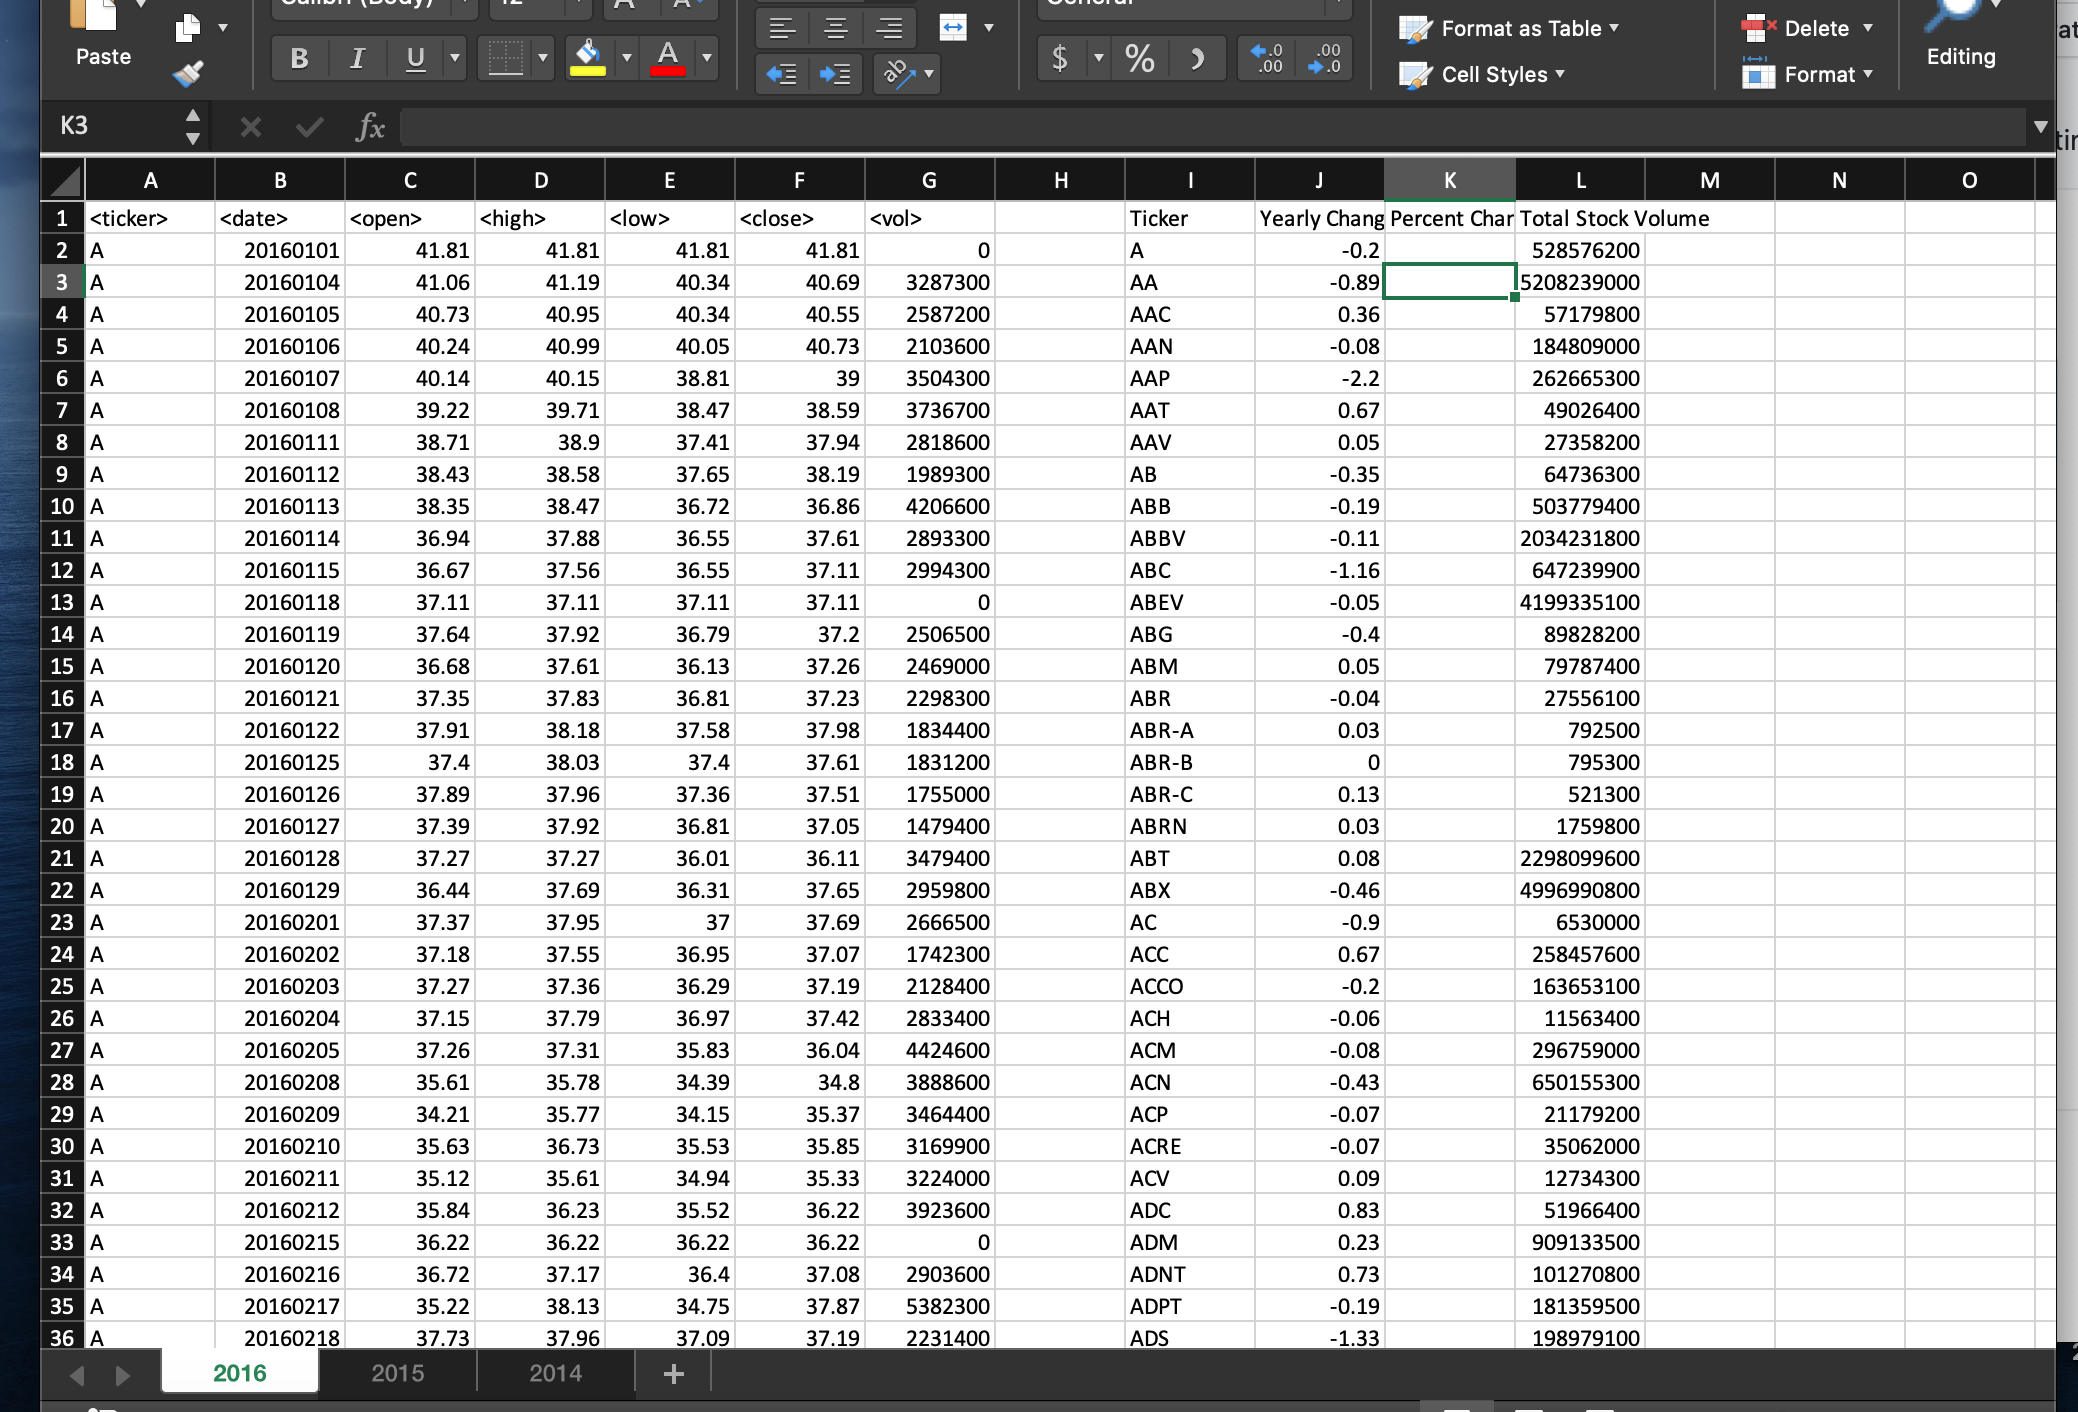 Paste
Calibri (Body) 12 General
B I U A $ % .0 .00 .00 .0
Format as Table
Cell Styles
Delete
Format
Editing
K3 fx
A B C D E F G H I J K L M N O
1 <ticker> <date> <open> <high> <low> <close> <vol> Ticker Yearly Chang Percent Char Total Stock Volume
2 A 20160101 41.81 41.81 41.81 41.81 0 A -0.2 528576200
3 A 20160104 41.06 41.19 40.34 40.69 3287300 AA -0.89 5208239000
4 A 20160105 40.73 40.95 40.34 40.55 2587200 AAC 0.36 57179800
5 A 20160106 40.24 40.99 40.05 40.73 2103600 AAN -0.08 184809000
6 A 20160107 40.14 40.15 38.81 39 3504300 AAP -2.2 262665300
7 A 20160108 39.22 39.71 38.47 38.59 3736700 AAT 0.67 49026400
8 A 20160111 38.71 38.9 37.41 37.94 2818600 AAV 0.05 27358200
9 A 20160112 38.43 38.58 37.65 38.19 1989300 AB -0.35 64736300
10 A 20160113 38.35 38.47 36.72 36.86 4206600 ABB -0.19 503779400
11 A 20160114 36.94 37.88 36.55 37.61 2893300 ABBV -0.11 2034231800
12 A 20160115 36.67 37.56 36.55 37.11 2994300 ABC -1.16 647239900
13 A 20160118 37.11 37.11 37.11 37.11 0 ABEV -0.05 4199335100
14 A 20160119 37.64 37.92 36.79 37.2 2506500 ABG -0.4 89828200
15 A 20160120 36.68 37.61 36.13 37.26 2469000 ABM 0.05 79787400
16 A 20160121 37.35 37.83 36.81 37.23 2298300 ABR -0.04 27556100
17 A 20160122 37.91 38.18 37.58 37.98 1834400 ABR-A 0.03 792500
18 A 20160125 37.4 38.03 37.4 37.61 1831200 ABR-B 0 795300
19 A 20160126 37.89 37.96 37.36 37.51 1755000 ABR-C 0.13 521300
20 A 20160127 37.39 37.92 36.81 37.05 1479400 ABRN 0.03 1759800
21 A 20160128 37.27 37.27 36.01 36.11 3479400 ABT 0.08 2298099600
22 A 20160129 36.44 37.69 36.31 37.65 2959800 ABX -0.46 4996990800
23 A 20160201 37.37 37.95 37 37.69 2666500 AC -0.9 6530000
24 A 20160202 37.18 37.55 36.95 37.07 1742300 ACC 0.67 258457600
25 A 20160203 37.27 37.36 36.29 37.19 2128400 ACCO -0.2 163653100
26 A 20160204 37.15 37.79 36.97 37.42 2833400 ACH -0.06 11563400
27 A 20160205 37.26 37.31 35.83 36.04 4424600 ACM -0.08 296759000
28 A 20160208 35.61 35.78 34.39 34.8 3888600 ACN -0.43 650155300
29 A 20160209 34.21 35.77 34.15 35.37 3464400 ACP -0.07 21179200
30 A 20160210 35.63 36.73 35.53 35.85 3169900 ACRE -0.07 35062000
31 A 20160211 35.12 35.61 34.94 35.33 3224000 ACV 0.09 12734300
32 A 20160212 35.84 36.23 35.52 36.22 3923600 ADC 0.83 51966400
33 A 20160215 36.22 36.22 36.22 36.22 0 ADM 0.23 909133500
34 A 20160216 36.72 37.17 36.4 37.08 2903600 ADNT 0.73 101270800
35 A 20160217 35.22 38.13 34.75 37.87 5382300 ADPT -0.19 181359500
36 A 20160218 37.73 37.96 37.09 37.19 2231400 ADS -1.33 198979100
2016 2015 2014 +